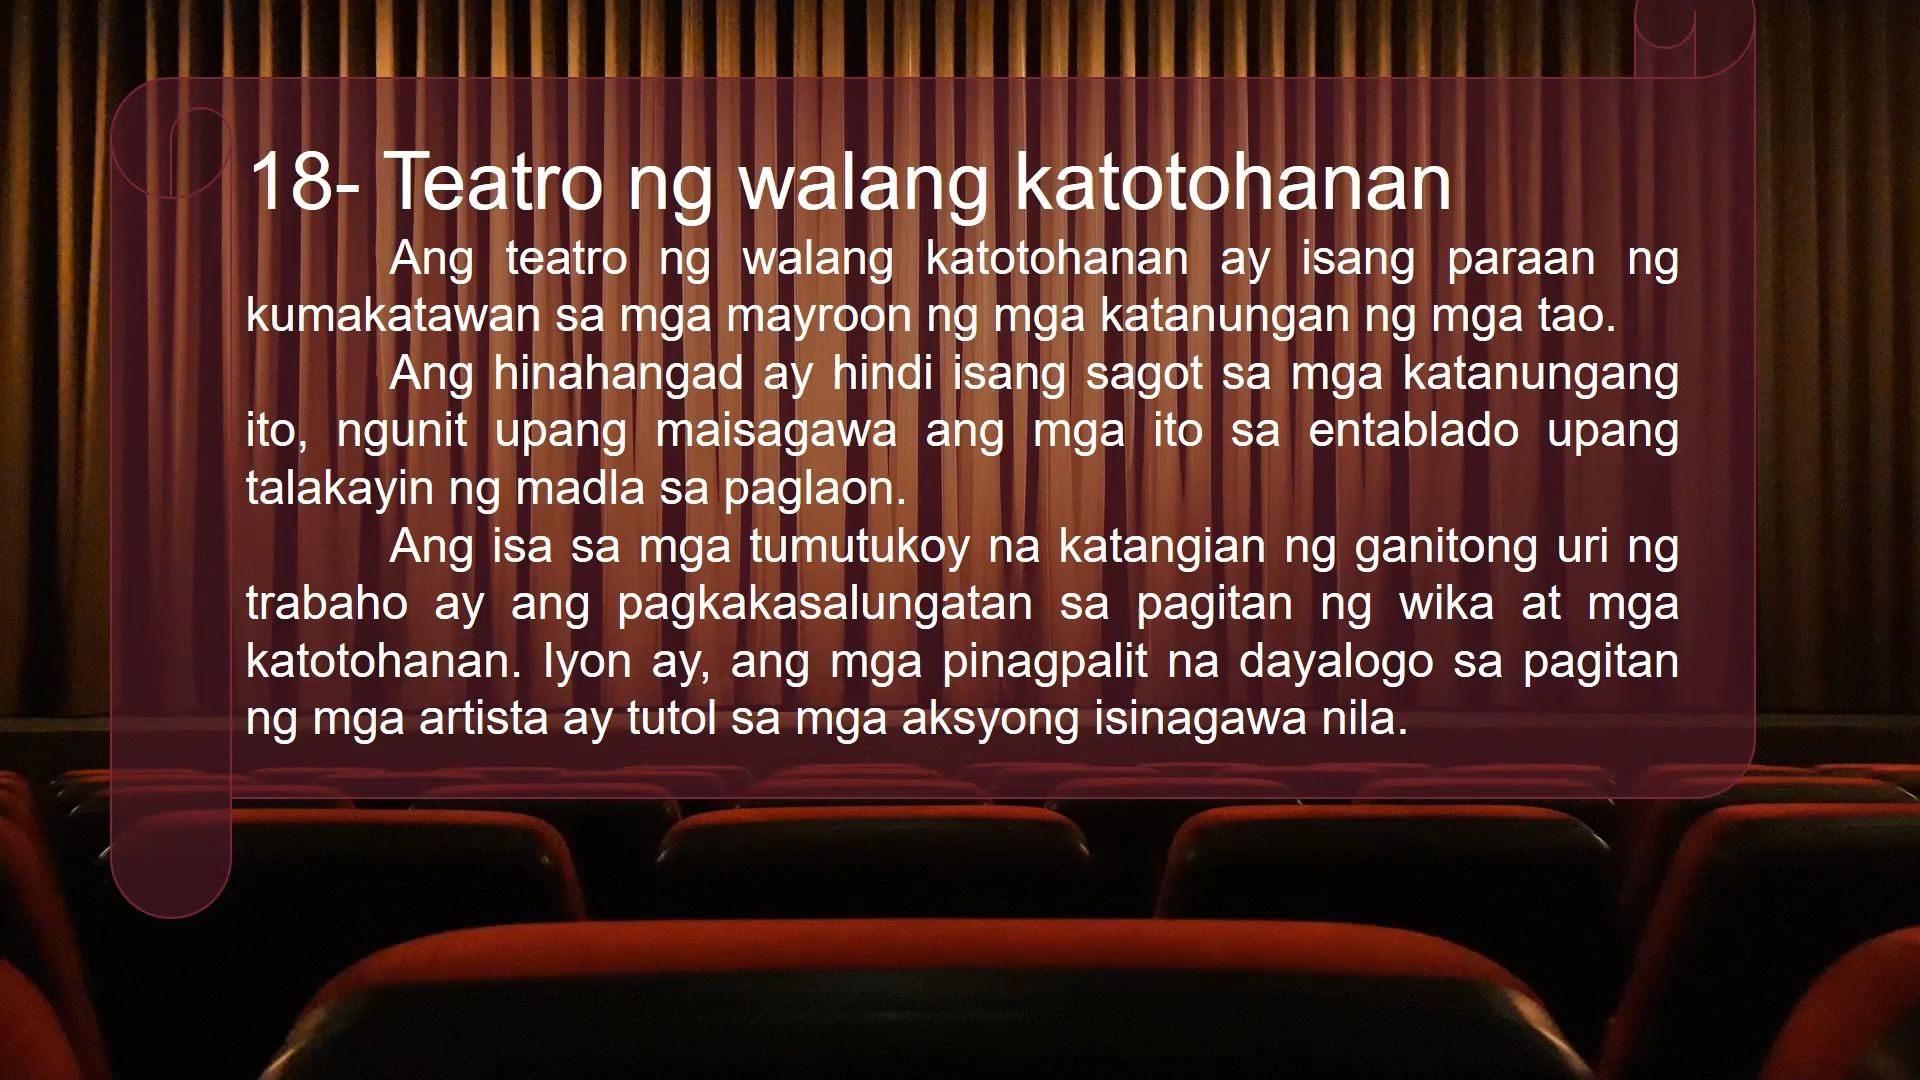 18- Teatro ng walang katotohanan
Ang teatro ng walang katotohanan ay isang paraan ng
kumakatawan sa mga mayroon ng mga katanungan ng mga tao.
Ang hinahangad ay hindi isang sagot sa mga katanungang
ito, ngunit upang maisagawa ang mga ito sa entablado upang
talakayin ng madla sa paglaon.
Ang isa sa mga tumutukoy na katangian ng ganitong uri ng
trabaho ay ang pagkakasalungatan sa pagitan ng wika at mga
katotohanan. Iyon ay, ang mga pinagpalit na dayalogo sa pagitan
ng mga artista ay tutol sa mga aksyong isinagawa nila.